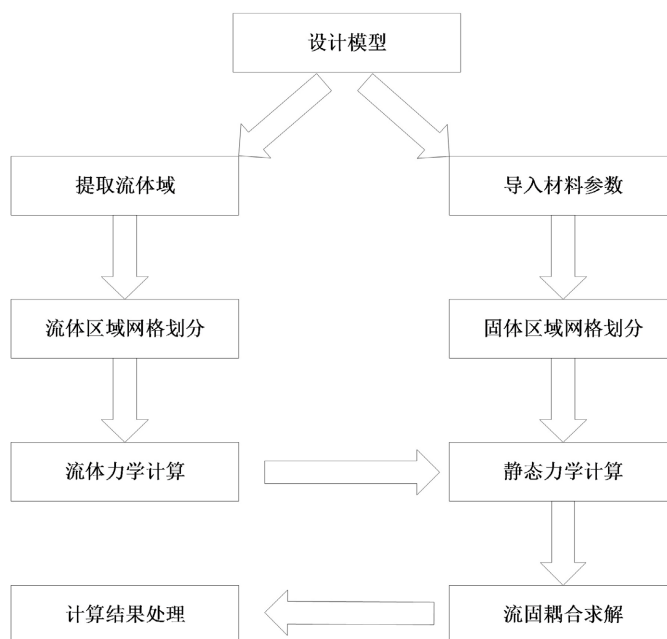 设计模型
提取流体域
导入材料参数
流体区域网格划分
固体区域网格划分
流体力学计算
静态力学计算
计算结果处理
流固耦合求解